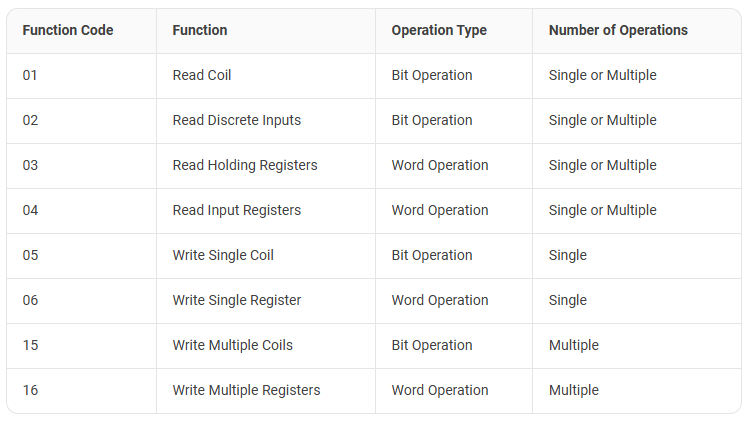 Function Code Function Operation Type Number of Operations
01 Read Coil Bit Operation Single or Multiple
02 Read Discrete Inputs Bit Operation Single or Multiple
03 Read Holding Registers Word Operation Single or Multiple
04 Read Input Registers Word Operation Single or Multiple
05 Write Single Coil Bit Operation Single
06 Write Single Register Word Operation Single
15 Write Multiple Coils Bit Operation Multiple
16 Write Multiple Registers Word Operation Multiple